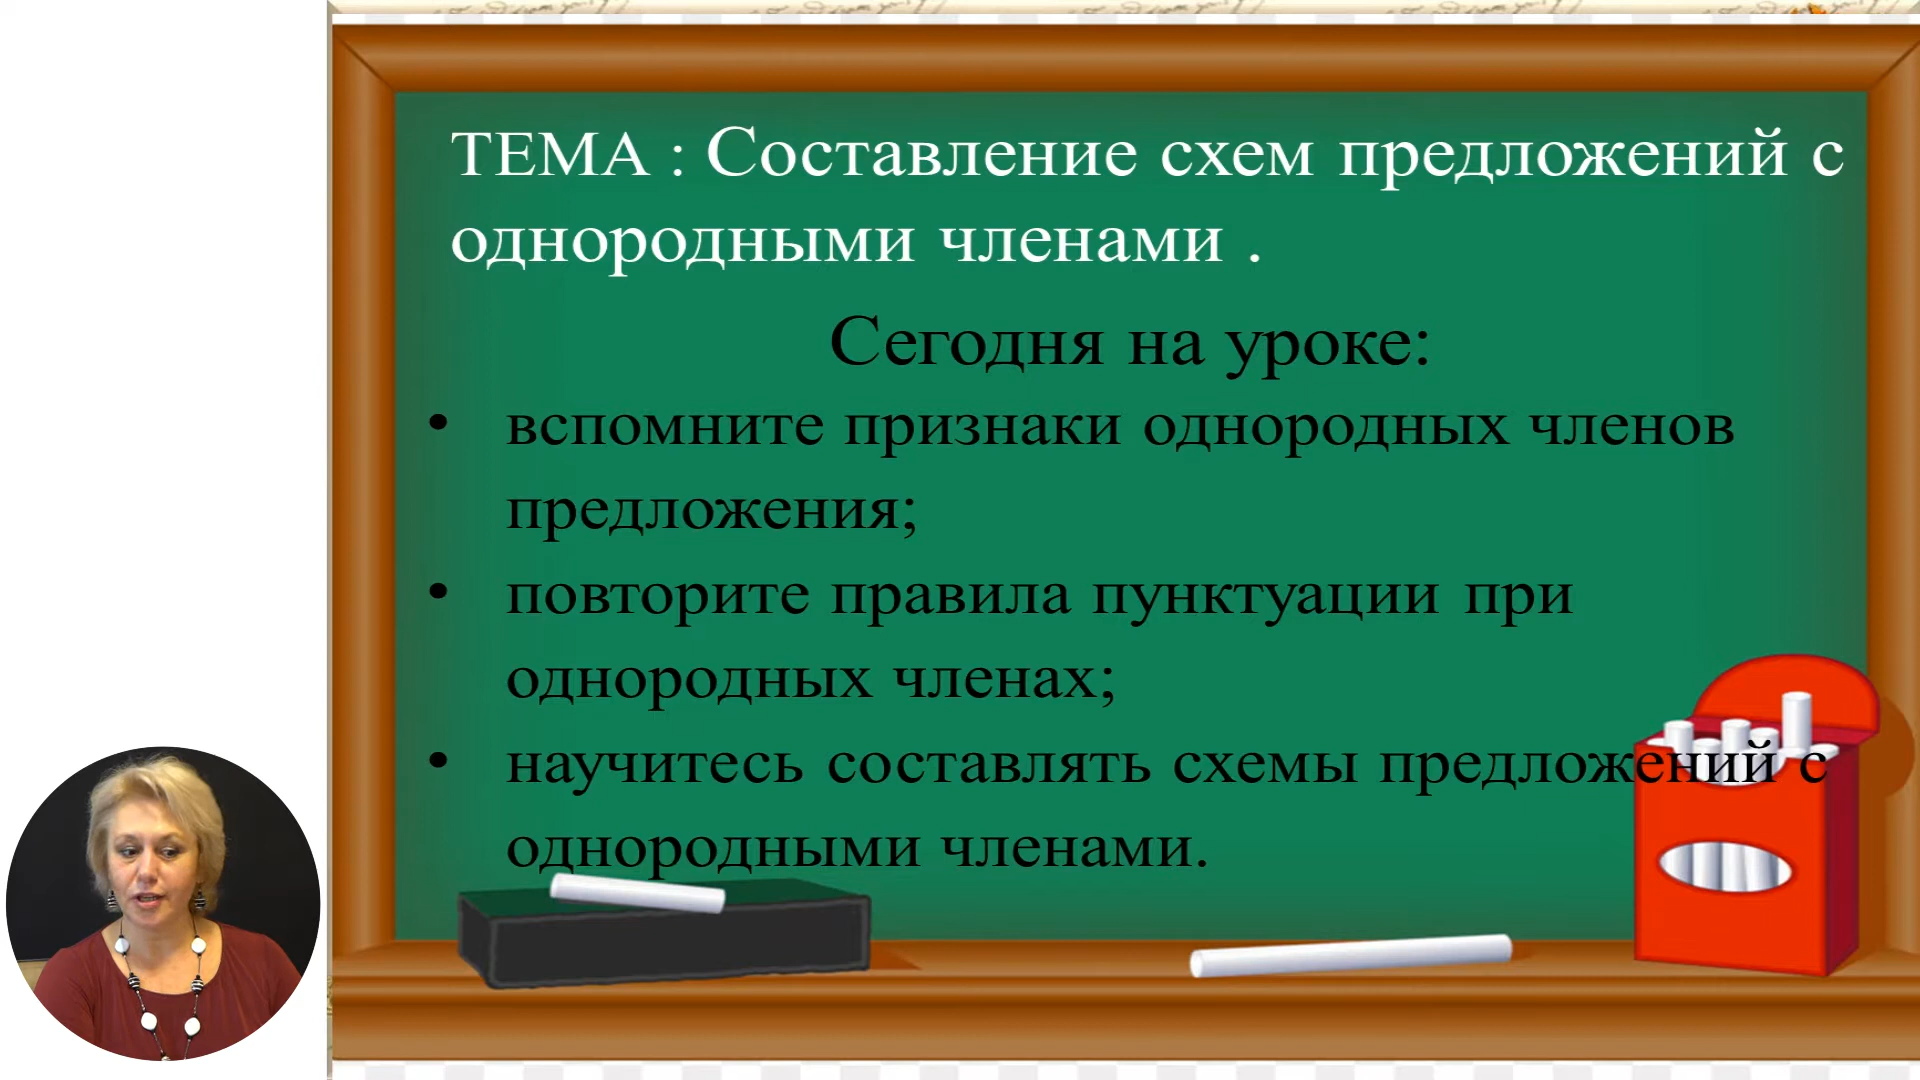 ТЕМА : Составление схем предложений с
однородными членами .
Сегодня на уроке:
• вспомните признаки однородных членов
предложения;
• повторите правила пунктуации при
однородных членах;
• научитесь составлять схемы предложений с
однородными членами.